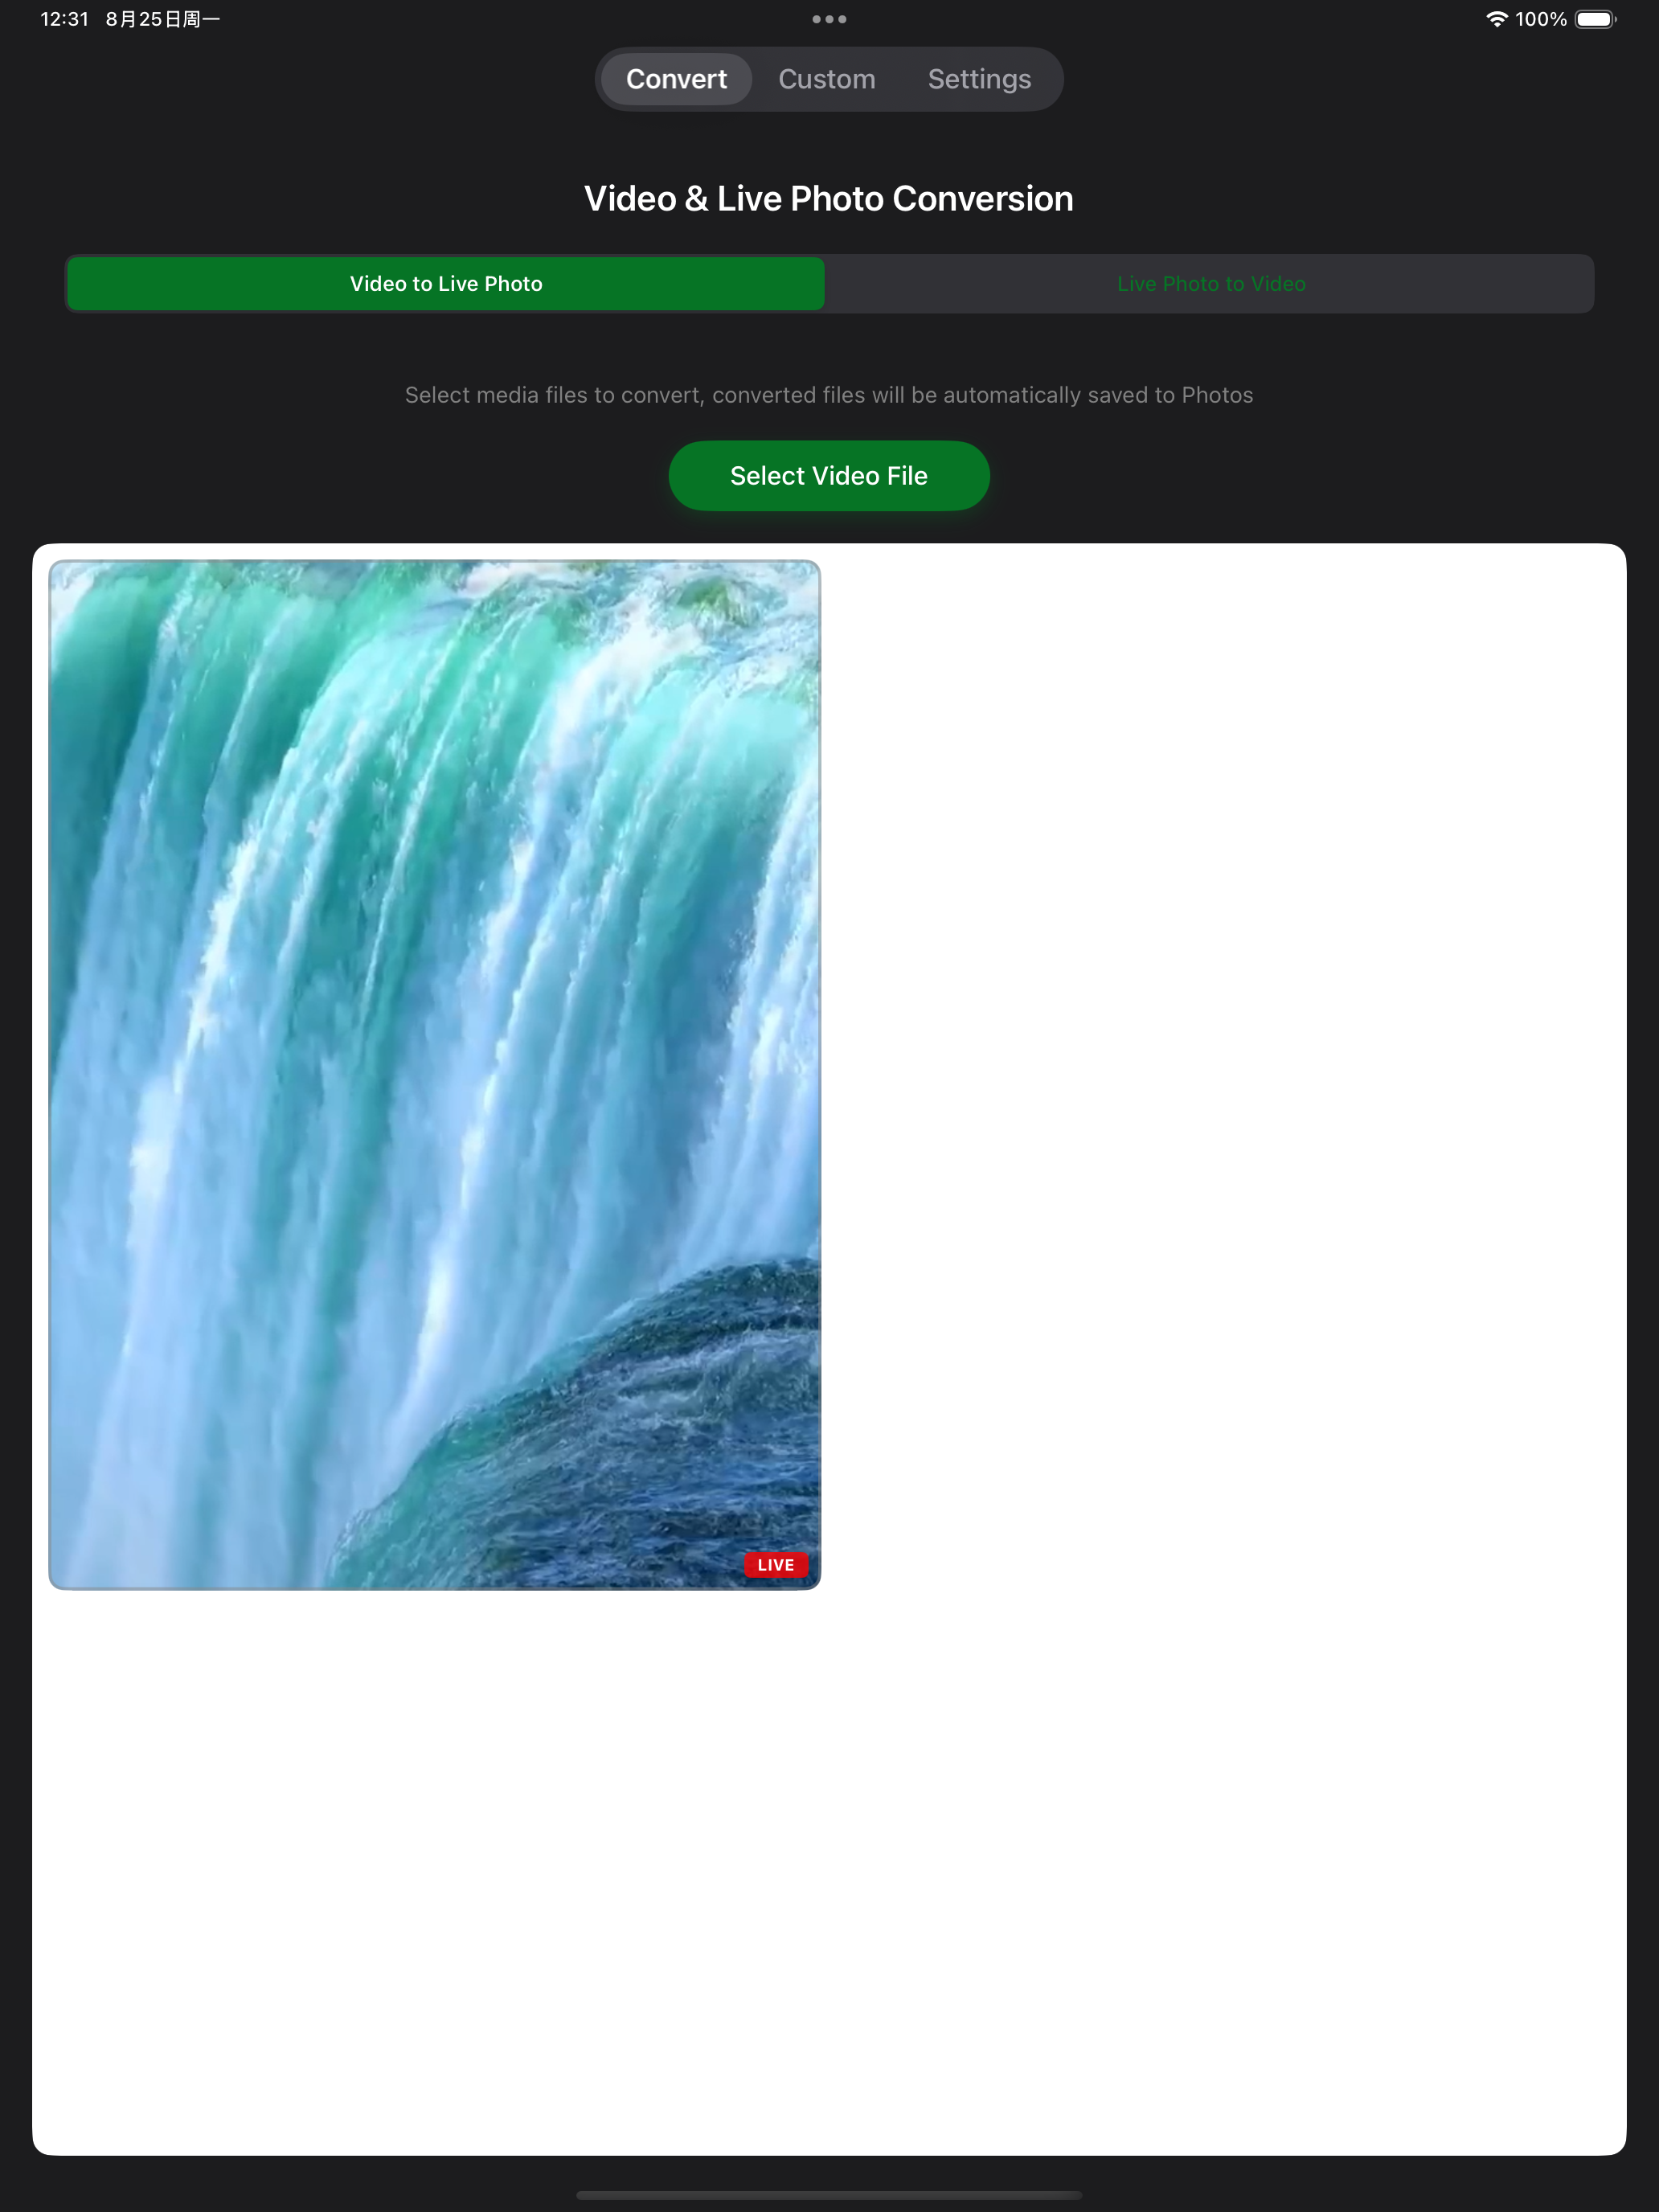 12:31 8月25日周一
100%
Convert Custom Settings
Video & Live Photo Conversion
Video to Live Photo Live Photo to Video
Select media files to convert, converted files will be automatically saved to Photos
Select Video File
LIVE